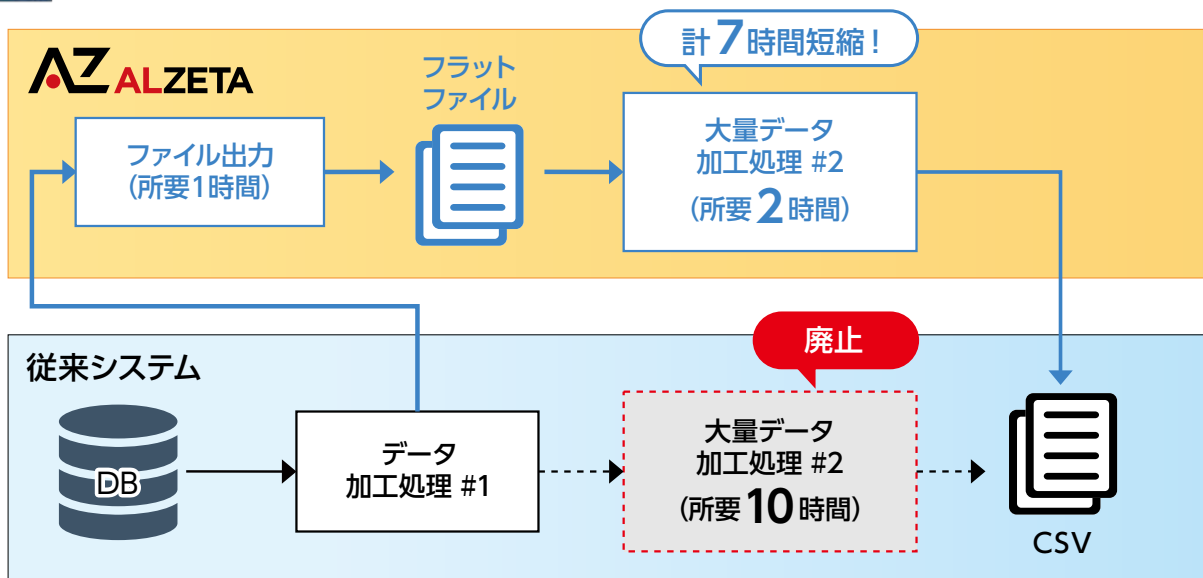 計7時間短縮！
AZ ALZETA
フラット
ファイル
ファイル出力
（所要1時間）
大量データ
加工処理 #2
（所要2時間）
廃止
従来システム
DB
データ
加工処理 #1
大量データ
加工処理 #2
（所要10時間）
CSV